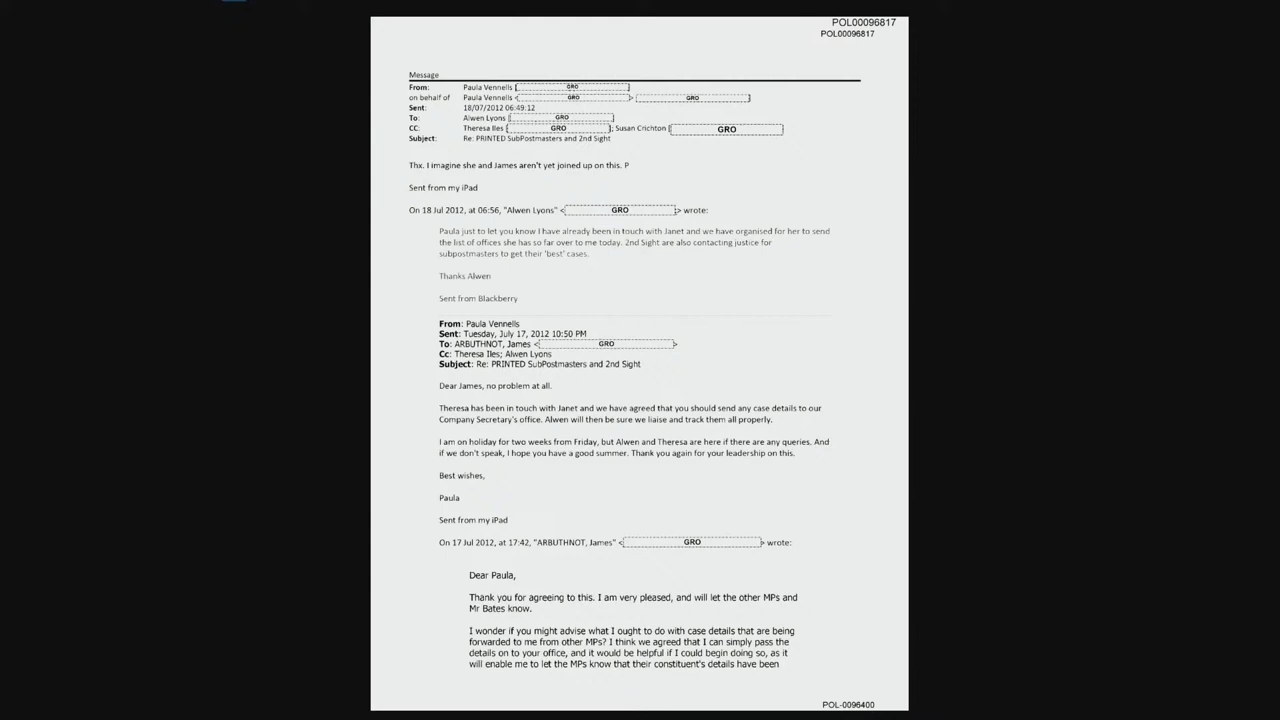 POL00096817
POL00096817
Message
From: Paula Vennells [ GRO ]
on behalf of Paula Vennells < GRO > [ GRO ]
Sent: 18/07/2012 06:49:12
To: Alwen Lyons [ GRO ]
CC: Theresa Iles [ GRO ]; Susan Crichton [ GRO ]
Subject: Re: PRINTED SubPostmasters and 2nd Sight
Thx. I imagine she and James aren't yet joined up on this. P
Sent from my iPad
On 18 Jul 2012, at 06:56, "Alwen Lyons" < GRO > wrote:
Paula just to let you know I have already been in touch with Janet and we have organised for her to send
the list of offices she has so far over to me today. 2nd Sight are also contacting justice for
subpostmasters to get their 'best' cases.
Thanks Alwen
Sent from Blackberry
From: Paula Vennells
Sent: Tuesday, July 17, 2012 10:50 PM
To: ARBUTHNOT, James < GRO >
Cc: Theresa Iles; Alwen Lyons
Subject: Re: PRINTED SubPostmasters and 2nd Sight
Dear James, no problem at all.
Theresa has been in touch with Janet and we have agreed that you should send any case details to our
Company Secretary's office. Alwen will then be sure we liaise and track them all properly.
I am on holiday for two weeks from Friday, but Alwen and Theresa are here if there are any queries. And
if we don't speak, I hope you have a good summer. Thank you again for your leadership on this.
Best wishes,
Paula
Sent from my iPad
On 17 Jul 2012, at 17:42, "ARBUTHNOT, James" < GRO > wrote:
Dear Paula,
Thank you for agreeing to this. I am very pleased, and will let the other MPs and
Mr Bates know.
I wonder if you might advise what I ought to do with case details that are being
forwarded to me from other MPs? I think we agreed that I can simply pass the
details on to your office, and it would be helpful if I could begin doing so, as it
will enable me to let the MPs know that their constituent's details have been
POL-0096400